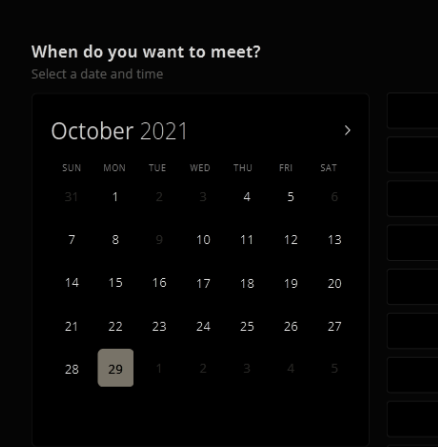 When do you want to meet?
Select a date and time
October 2021
SUN MON TUE WED THU FRI SAT
31 1 2 3 4 5 6
7 8 9 10 11 12 13
14 15 16 17 18 19 20
21 22 23 24 25 26 27
28 29 1 2 3 4 5